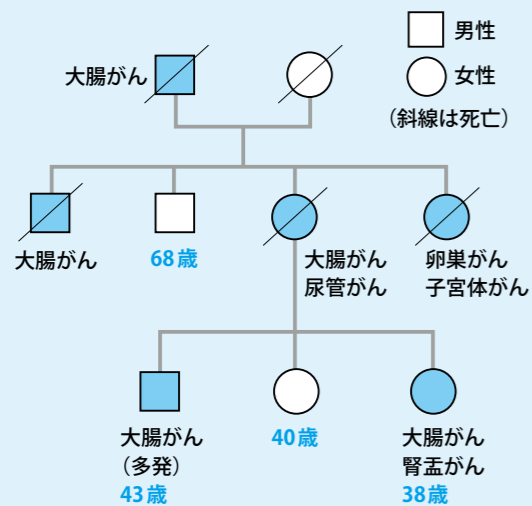 男性
女性
（斜線は死亡）
大腸がん
大腸がん
68歳
大腸がん
尿管がん
卵巣がん
子宮体がん
大腸がん
（多発）
43歳
40歳
大腸がん
腎盂がん
38歳